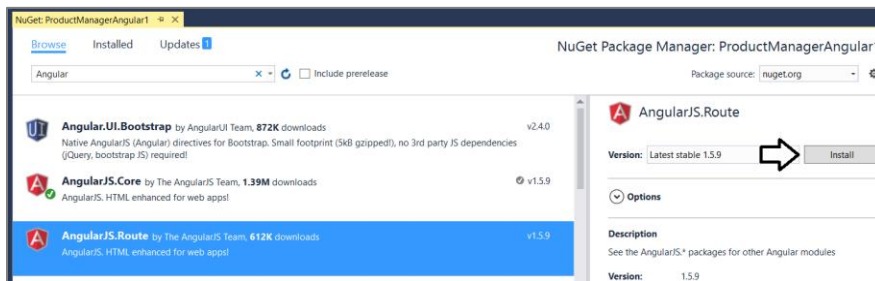 NuGet: ProductManagerAngular1
Browse Installed Updates 1
NuGet Package Manager: ProductManagerAngular1
Angular
Include prerelease
Package source: nuget.org
Angular.UI.Bootstrap by AngularUI Team, 872K downloads v2.4.0
Native AngularJS (Angular) directives for Bootstrap. Small footprint (5kB gzipped!), no 3rd party JS dependencies
(jQuery, bootstrap JS) required!
AngularJS.Core by The AngularJS Team, 1.39M downloads v1.5.9
AngularJS. HTML enhanced for web apps!
AngularJS.Route by The AngularJS Team, 612K downloads v1.5.9
AngularJS. HTML enhanced for web apps!
AngularJS.Route
Version: Latest stable 1.5.9 Install
Options
Description
See the AngularJS.* packages for other Angular modules
Version: 1.5.9